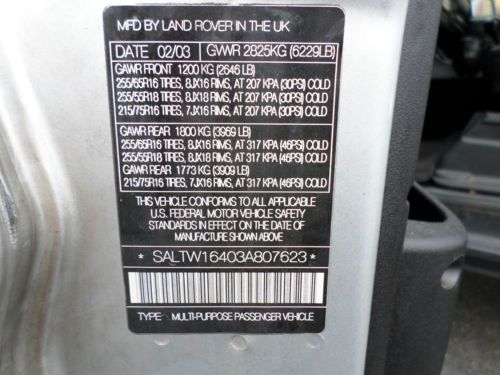 MFD BY LAND ROVER IN THE UK
DATE 02/03 GVWR 2825KG (6229LB)
GAWR FRONT 1200 KG (2646 LB)
255/65R16 TIRES, 8JX16 RIMS, AT 207 KPA (30PSI) COLD
255/55R18 TIRES, 8JX18 RIMS, AT 207 KPA (30PSI) COLD
215/75R16 TIRES, 7JX16 RIMS, AT 207 KPA (30PSI) COLD
GAWR REAR 1800 KG (3969 LB)
255/65R16 TIRES, 8JX16 RIMS, AT 317 KPA (46PSI) COLD
255/55R18 TIRES, 8JX18 RIMS, AT 317 KPA (46PSI) COLD
GAWR REAR 1773 KG (3909 LB)
215/75R16 TIRES, 7JX16 RIMS, AT 317 KPA (46PSI) COLD
THIS VEHICLE CONFORMS TO ALL APPLICABLE
U.S. FEDERAL MOTOR VEHICLE SAFETY
STANDARDS IN EFFECT ON THE DATE OF
MANUFACTURE SHOWN ABOVE.
* SALTW16403A807623 *
TYPE: MULTI-PURPOSE PASSENGER VEHICLE